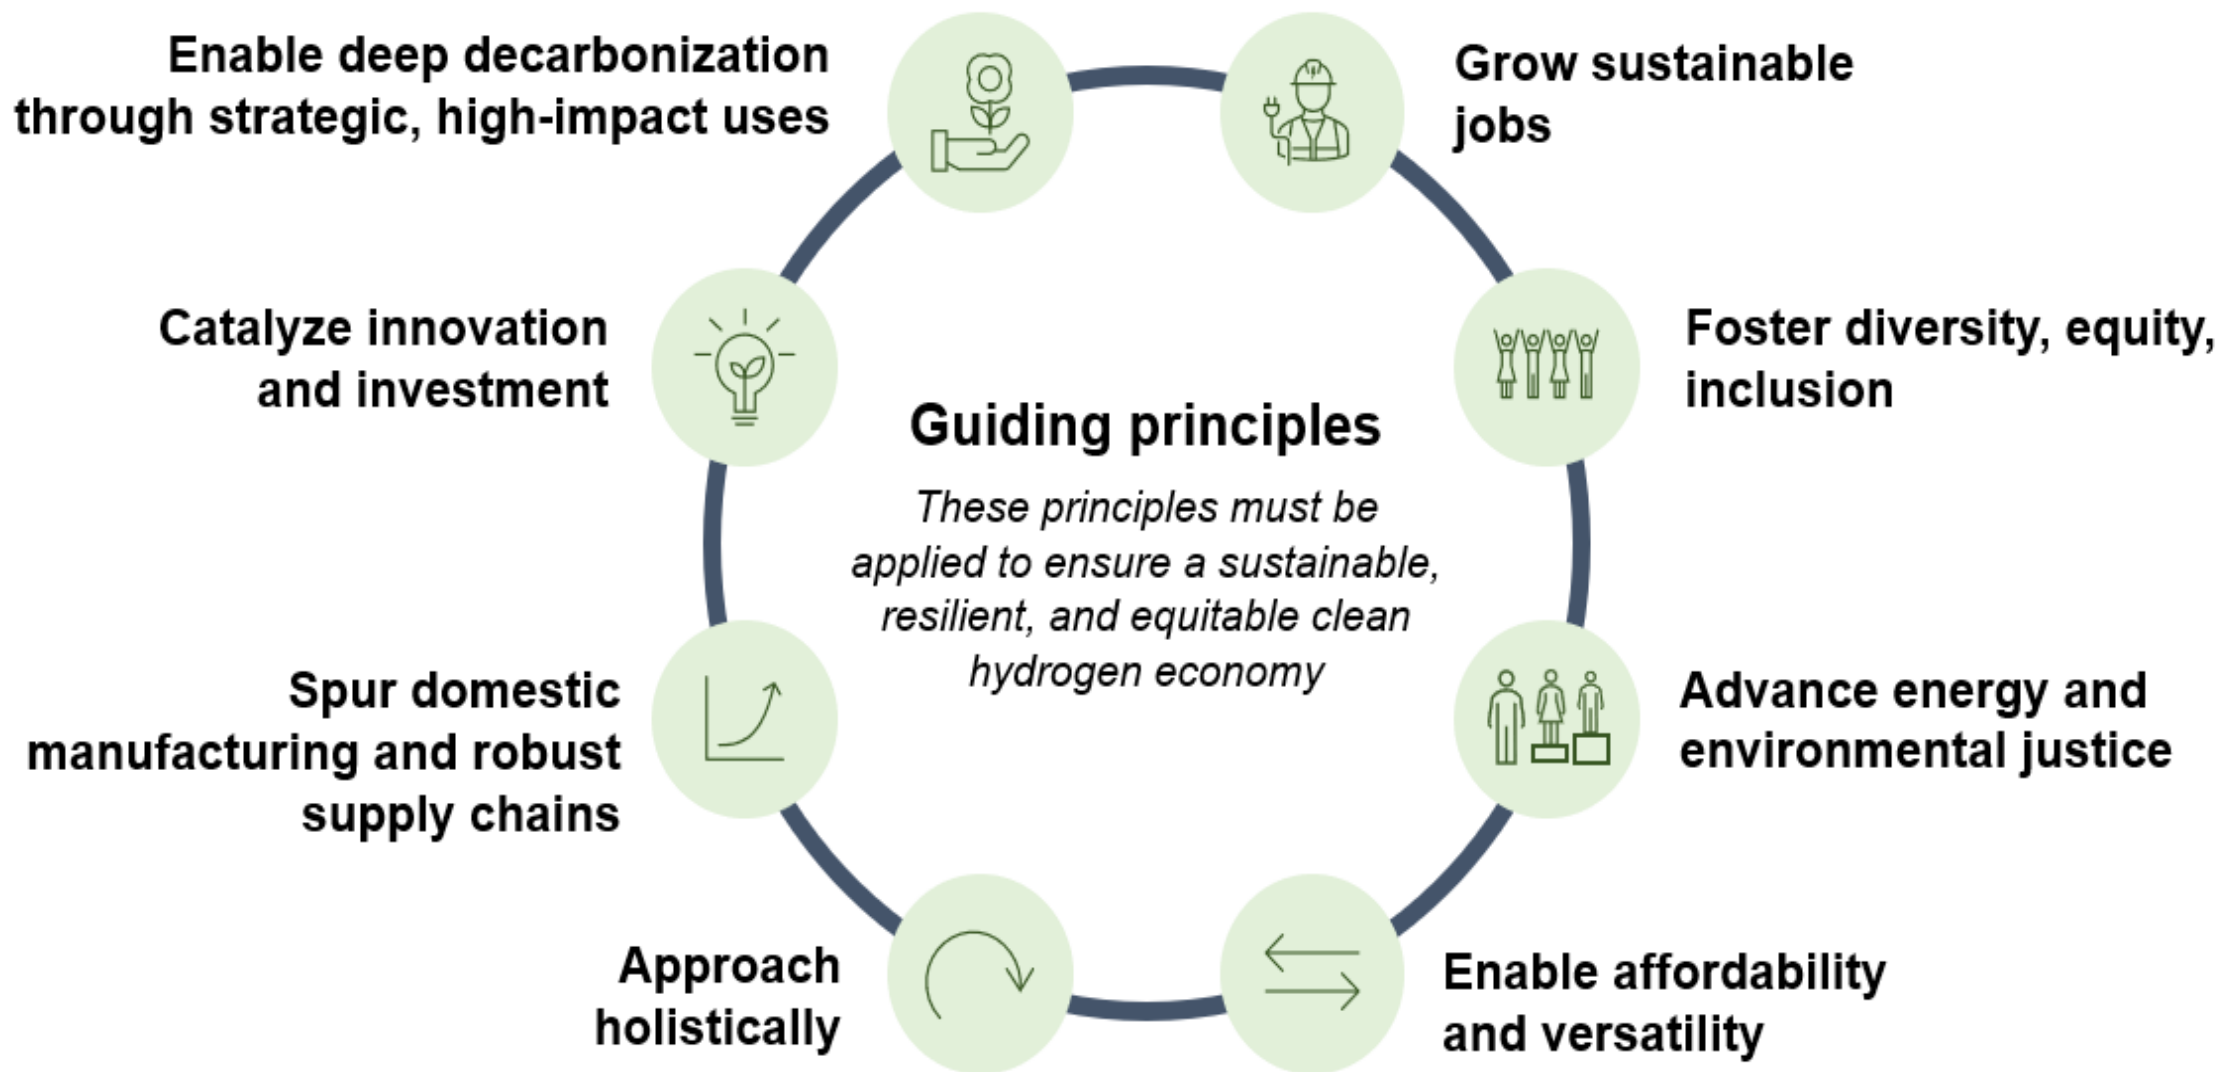 Enable deep decarbonization
through strategic, high-impact uses
Grow sustainable
jobs
Catalyze innovation
and investment
Foster diversity, equity,
inclusion
Guiding principles
These principles must be
applied to ensure a sustainable,
resilient, and equitable clean
hydrogen economy
Spur domestic
manufacturing and robust
supply chains
Advance energy and
environmental justice
Approach
holistically
Enable affordability
and versatility